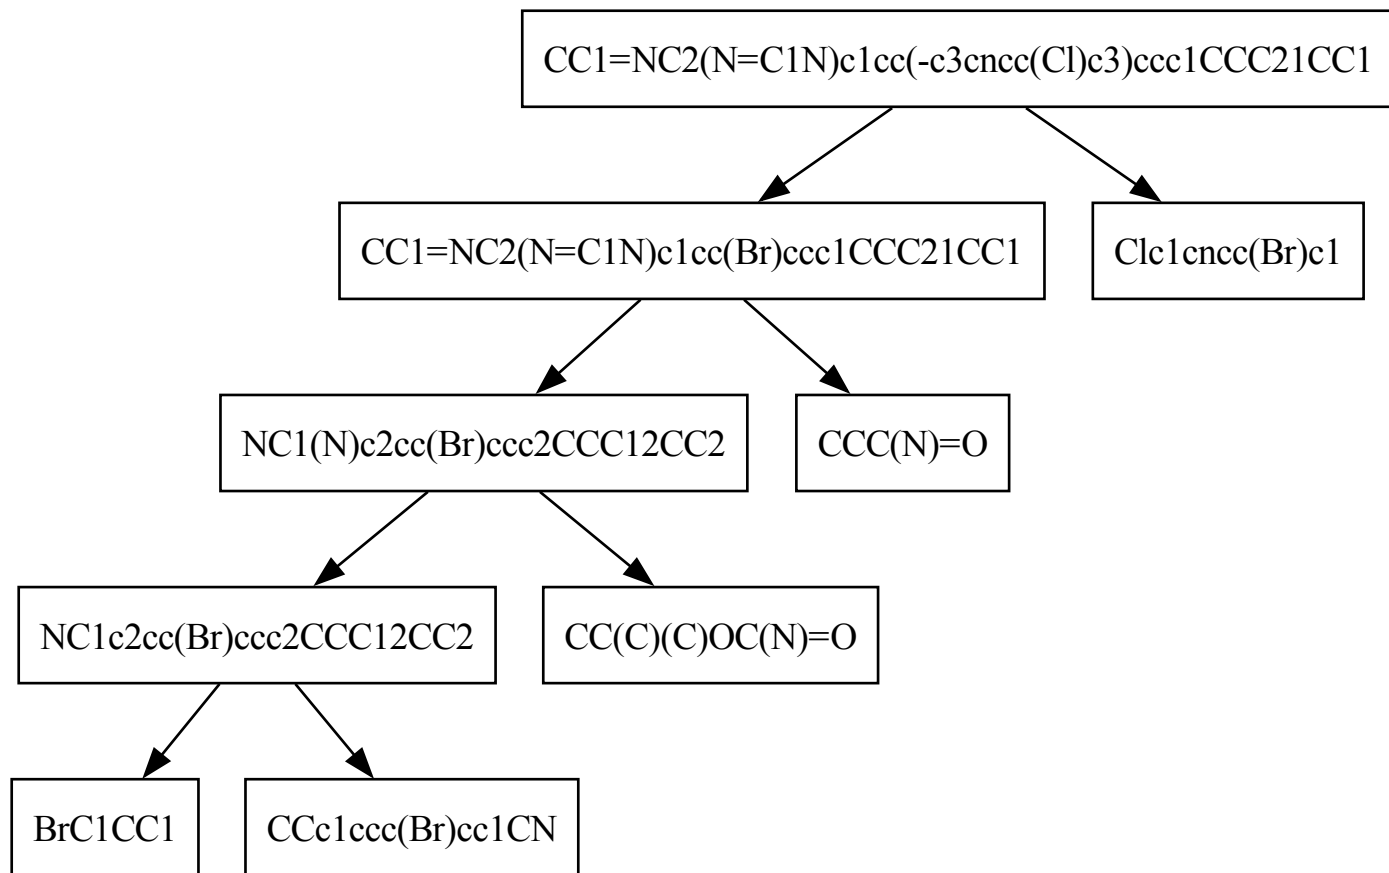 CC1=NC2(N=C1N)c1cc(-c3cncc(Cl)c3)ccc1CCC21CC1
CC1=NC2(N=C1N)c1cc(Br)ccc1CCC21CC1
Clc1cncc(Br)c1
NC1(N)c2cc(Br)ccc2CCC12CC2
CCC(N)=O
NC1c2cc(Br)ccc2CCC12CC2
CC(C)(C)OC(N)=O
BrC1CC1
CCc1ccc(Br)cc1CN